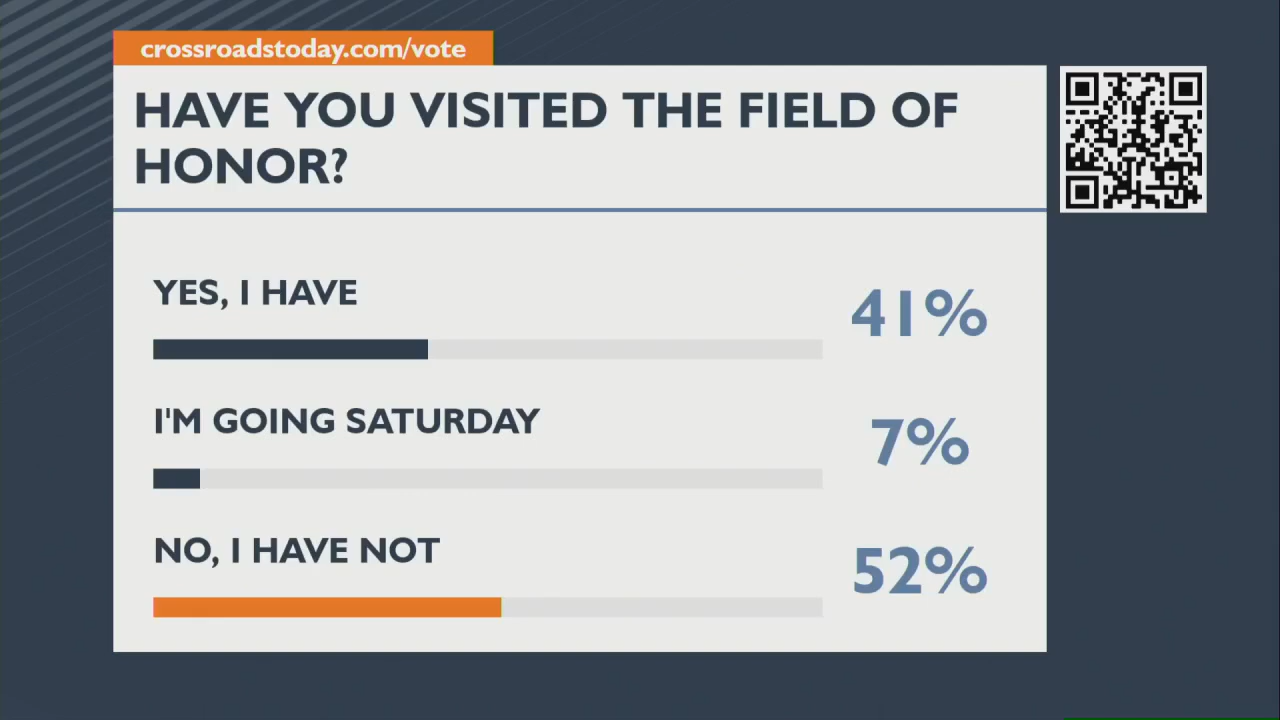 crossroadstoday.com/vote
HAVE YOU VISITED THE FIELD OF
HONOR?
YES, I HAVE
41%
I'M GOING SATURDAY
7%
NO, I HAVE NOT
52%